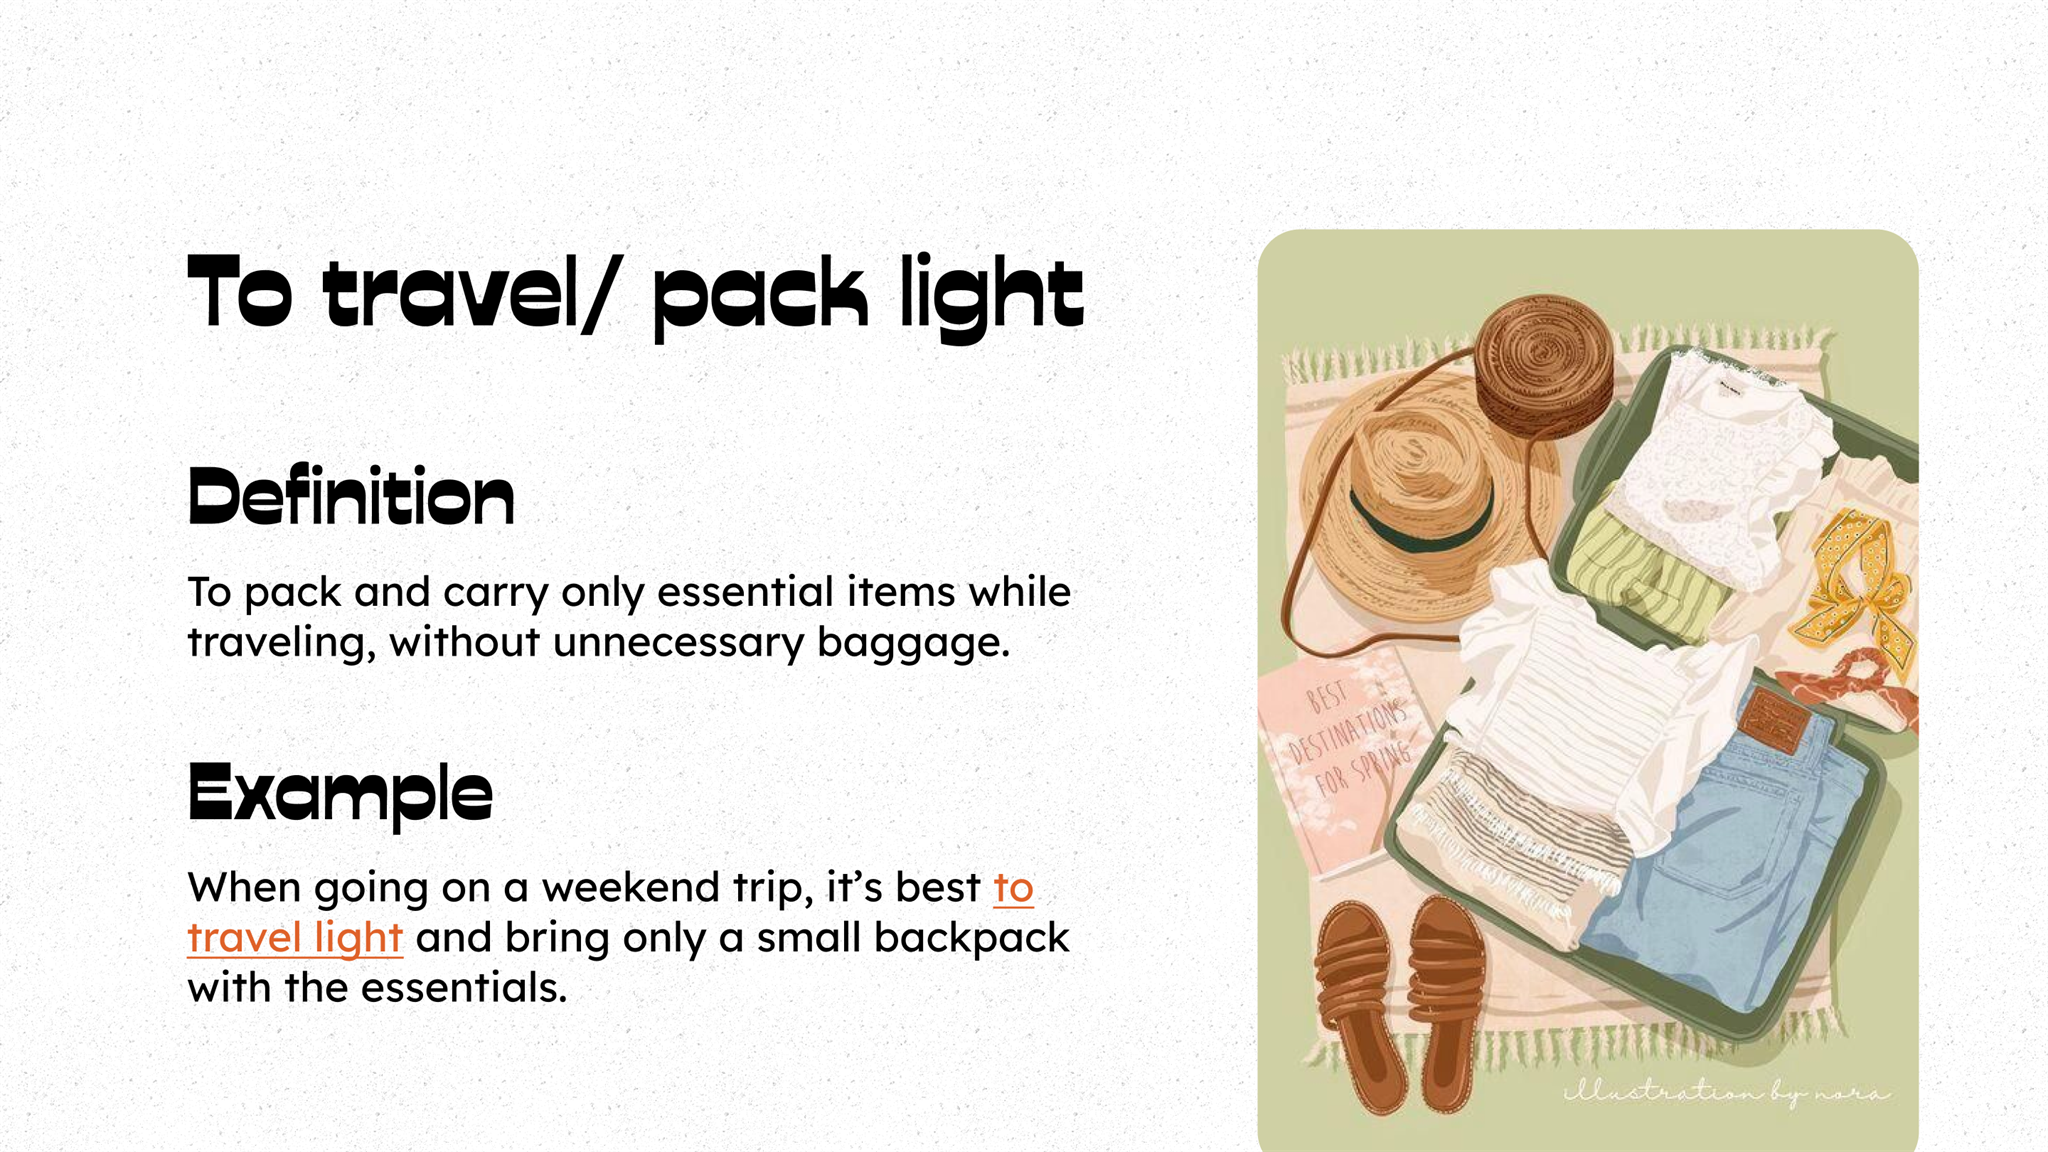 To travel/ pack light
Definition
To pack and carry only essential items while
traveling, without unnecessary baggage.
Example
When going on a weekend trip, it’s best to
travel light and bring only a small backpack
with the essentials.
BEST
DESTINATIONS
FOR SPRING
illustration by nora